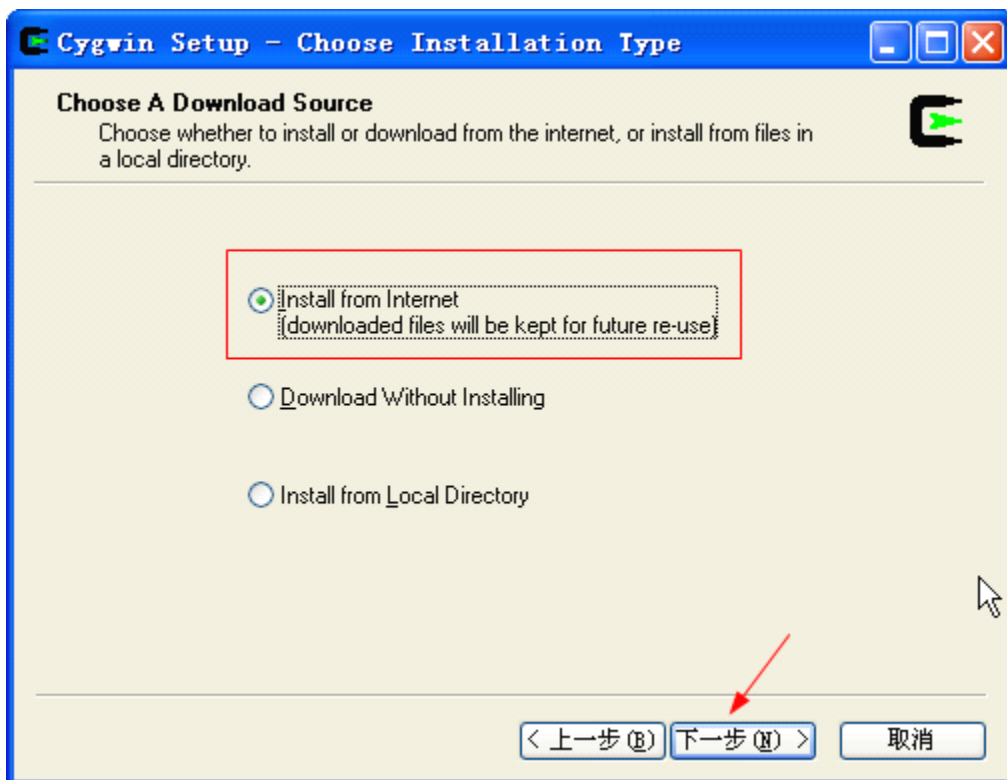 Cygwin Setup - Choose Installation Type
Choose A Download Source
Choose whether to install or download from the internet, or install from files in
a local directory.
Install from Internet
(downloaded files will be kept for future re-use)
Download Without Installing
Install from Local Directory
< 上一步(B) 下一步(N) > 取消